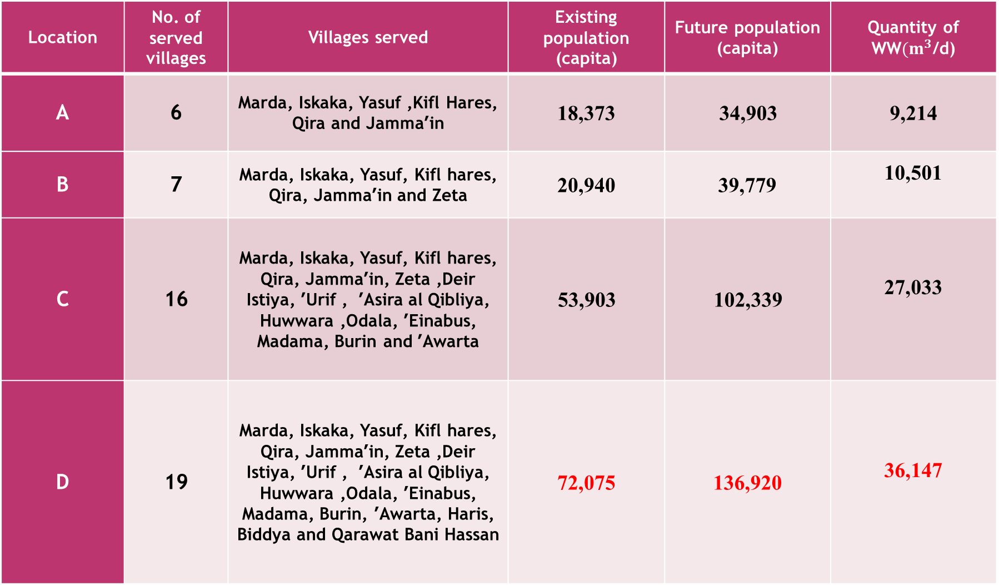 Location
No. of
served
villages
Villages served
Existing
population
(capita)
Future population
(capita)
Quantity of
WW(m³/d)
A
6
Marda, Iskaka, Yasuf ,Kifl Hares,
Qira and Jamma’in
18,373
34,903
9,214
B
7
Marda, Iskaka, Yasuf, Kifl hares,
Qira, Jamma’in and Zeta
20,940
39,779
10,501
C
16
Marda, Iskaka, Yasuf, Kifl hares,
Qira, Jamma’in, Zeta ,Deir
Istiya, ’Urif , ’Asira al Qibliya,
Huwwara ,Odala, ’Einabus,
Madama, Burin and ’Awarta
53,903
102,339
27,033
D
19
Marda, Iskaka, Yasuf, Kifl hares,
Qira, Jamma’in, Zeta ,Deir
Istiya, ’Urif , ’Asira al Qibliya,
Huwwara ,Odala, ’Einabus,
Madama, Burin, ’Awarta, Haris,
Biddya and Qarawat Bani Hassan
72,075
136,920
36,147